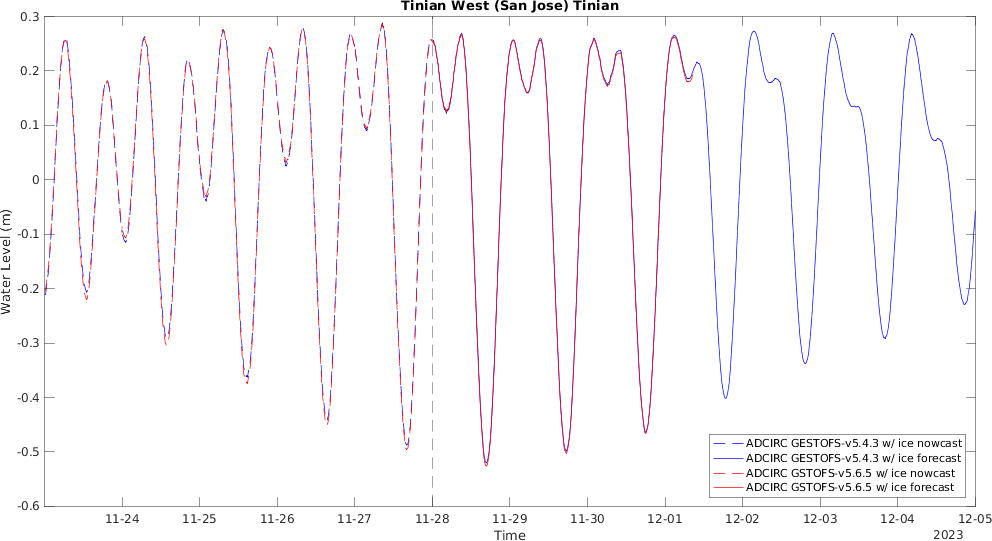 Tinian West (San Jose) Tinian
0.3
0.2
0.1
0
-0.1
-0.2
-0.3
-0.4
-0.5
-0.6
Water Level (m)
ADCIRC GESTOFS-v5.4.3 w/ ice nowcast
ADCIRC GESTOFS-v5.4.3 w/ ice forecast
ADCIRC GSTOFS-v5.6.5 w/ ice nowcast
ADCIRC GSTOFS-v5.6.5 w/ ice forecast
11-24 11-25 11-26 11-27 11-28 11-29 11-30 12-01 12-02 12-03 12-04 12-05
Time
2023